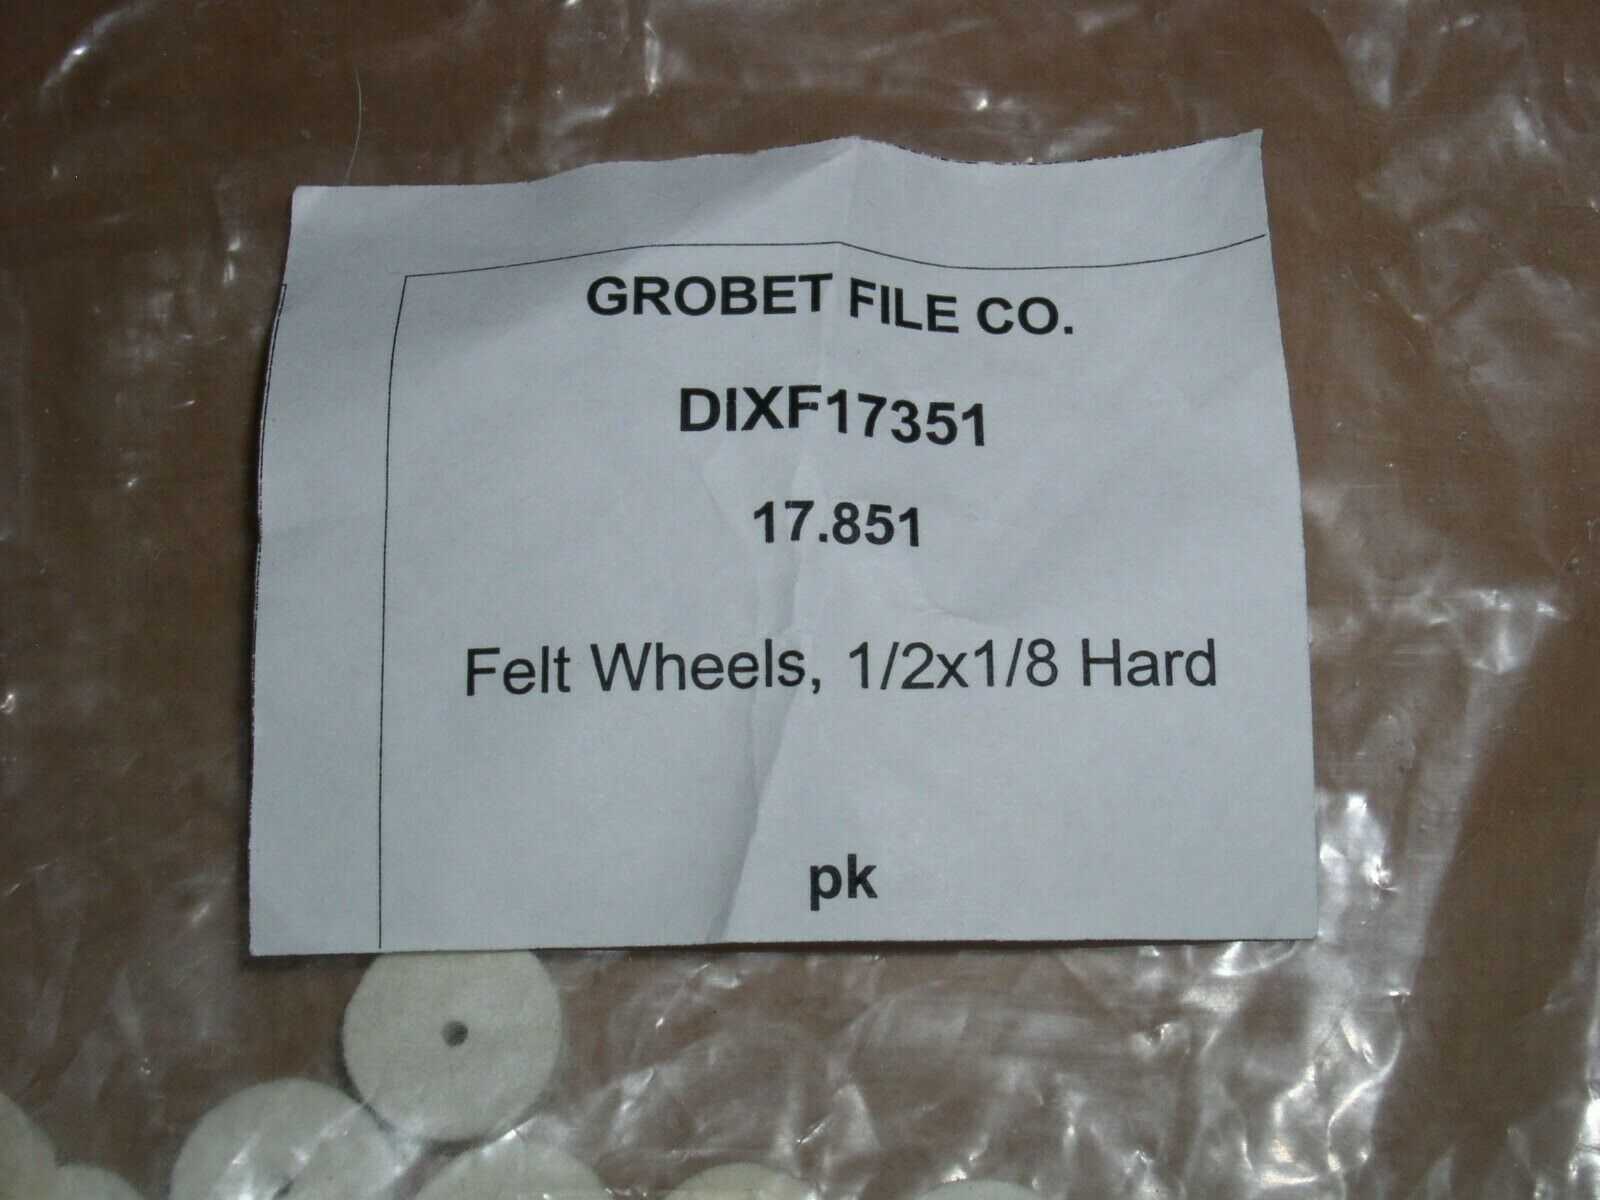 GROBET FILE CO.
DIXF17351
17.851
Felt Wheels, 1/2x1/8 Hard
pk